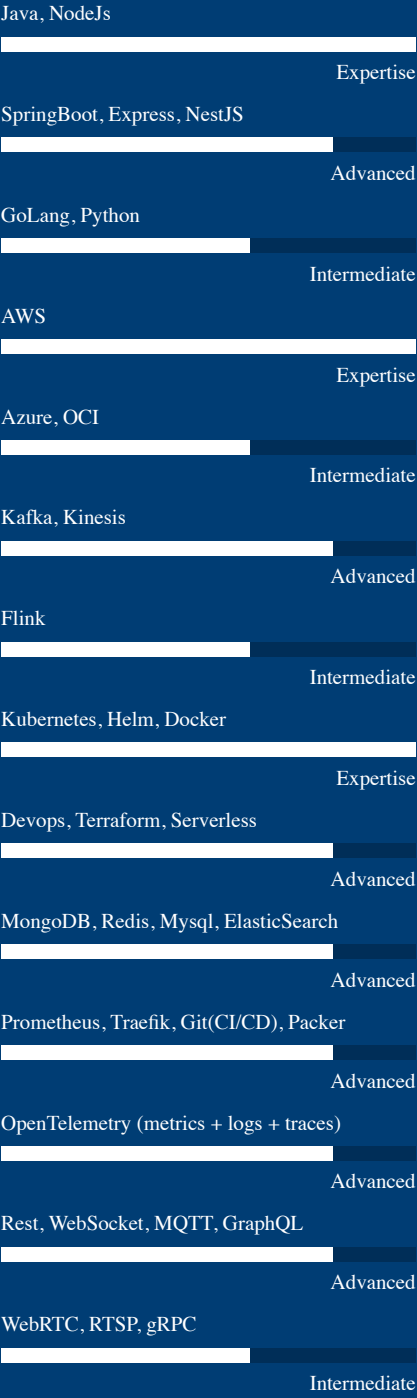 Java, NodeJs
Expertise
SpringBoot, Express, NestJS
Advanced
GoLang, Python
Intermediate
AWS
Expertise
Azure, OCI
Intermediate
Kafka, Kinesis
Advanced
Flink
Intermediate
Kubernetes, Helm, Docker
Expertise
Devops, Terraform, Serverless
Advanced
MongoDB, Redis, Mysql, ElasticSearch
Advanced
Prometheus, Traefik, Git(CI/CD), Packer
Advanced
OpenTelemetry (metrics + logs + traces)
Advanced
Rest, WebSocket, MQTT, GraphQL
Advanced
WebRTC, RTSP, gRPC
Intermediate